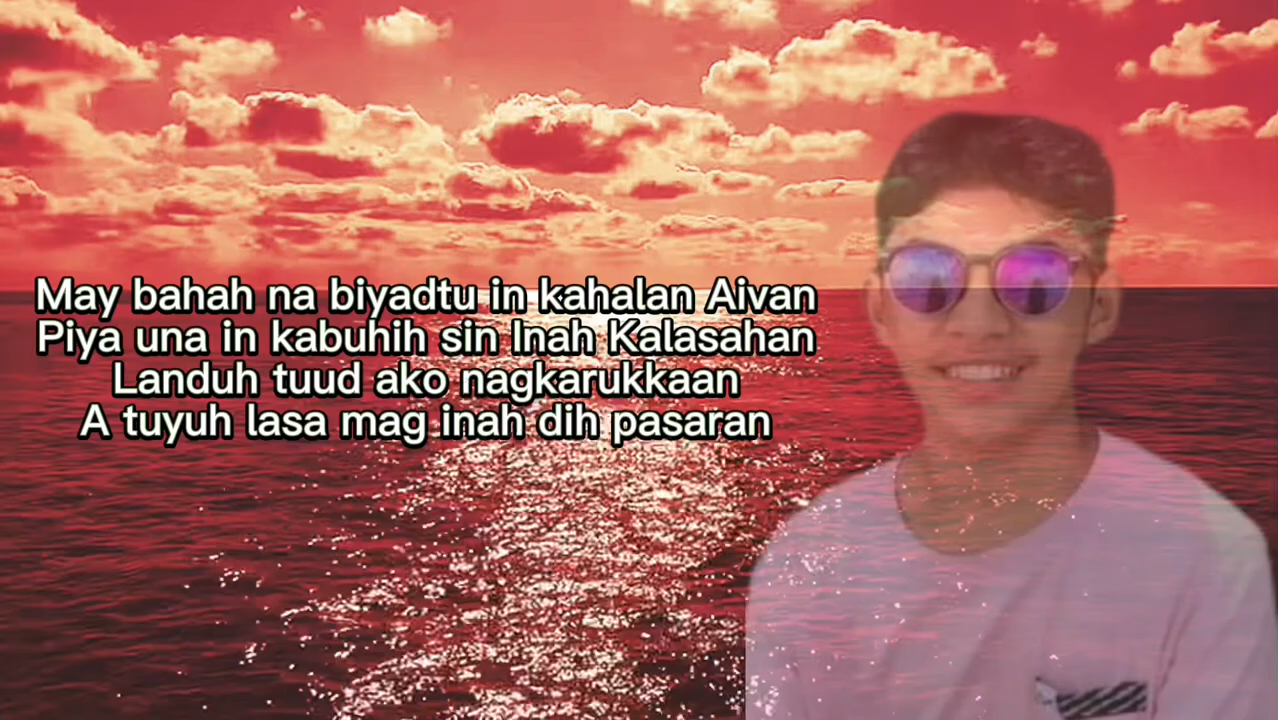 May bahah na biyadtu in kahalan Aivan
Piya una in kabuhih sin Inah Kalasahan
Landuh tuud ako nagkarukkaan
A tuyuh lasa mag inah dih pasaran